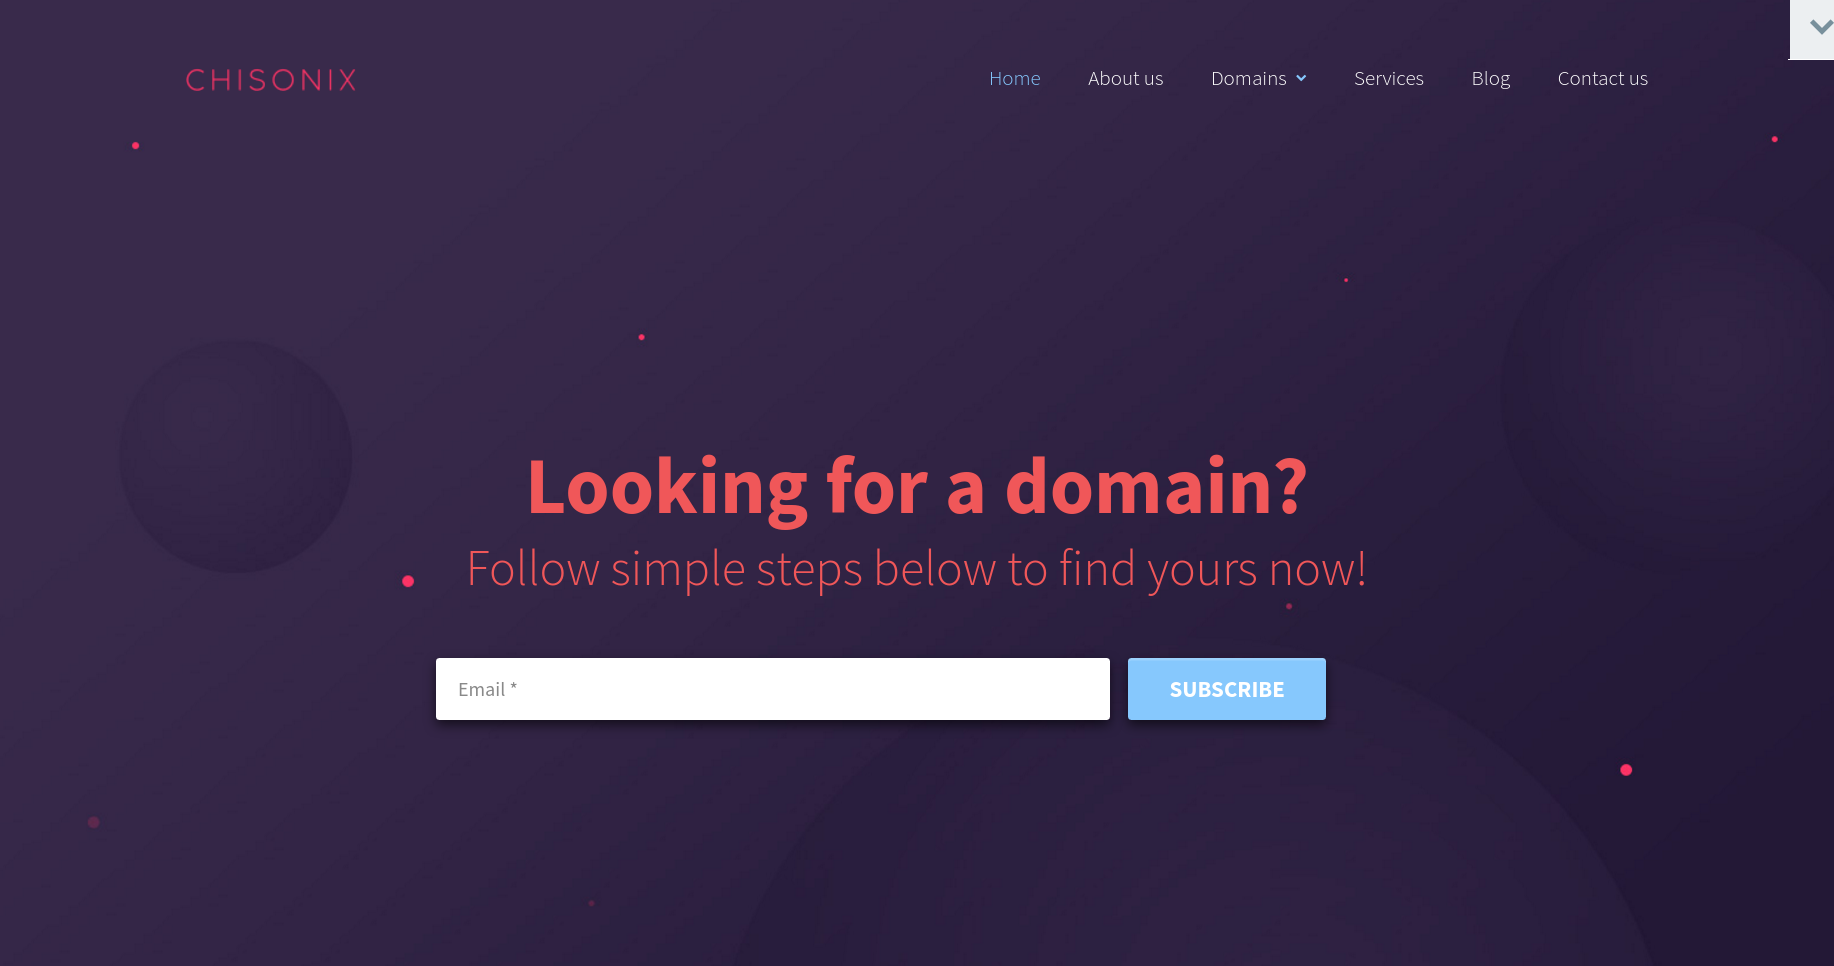 CHISONIX
Home About us Domains Services Blog Contact us
Looking for a domain?
Follow simple steps below to find yours now!
Email * SUBSCRIBE